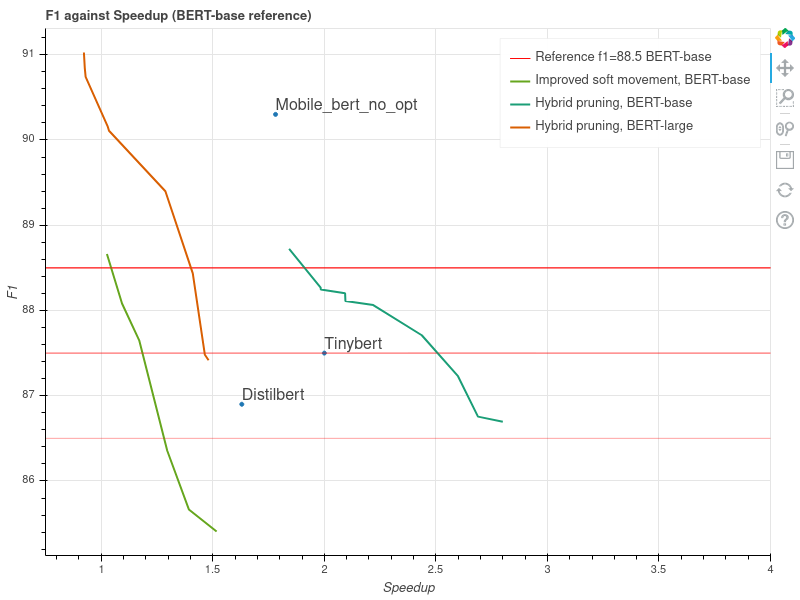 F1 against Speedup (BERT-base reference)
Reference f1=88.5 BERT-base
Improved soft movement, BERT-base
Hybrid pruning, BERT-base
Hybrid pruning, BERT-large
Mobile_bert_no_opt
Tinybert
Distilbert
91
90
89
88
87
86
F1
1
1.5
2
2.5
3
3.5
4
Speedup